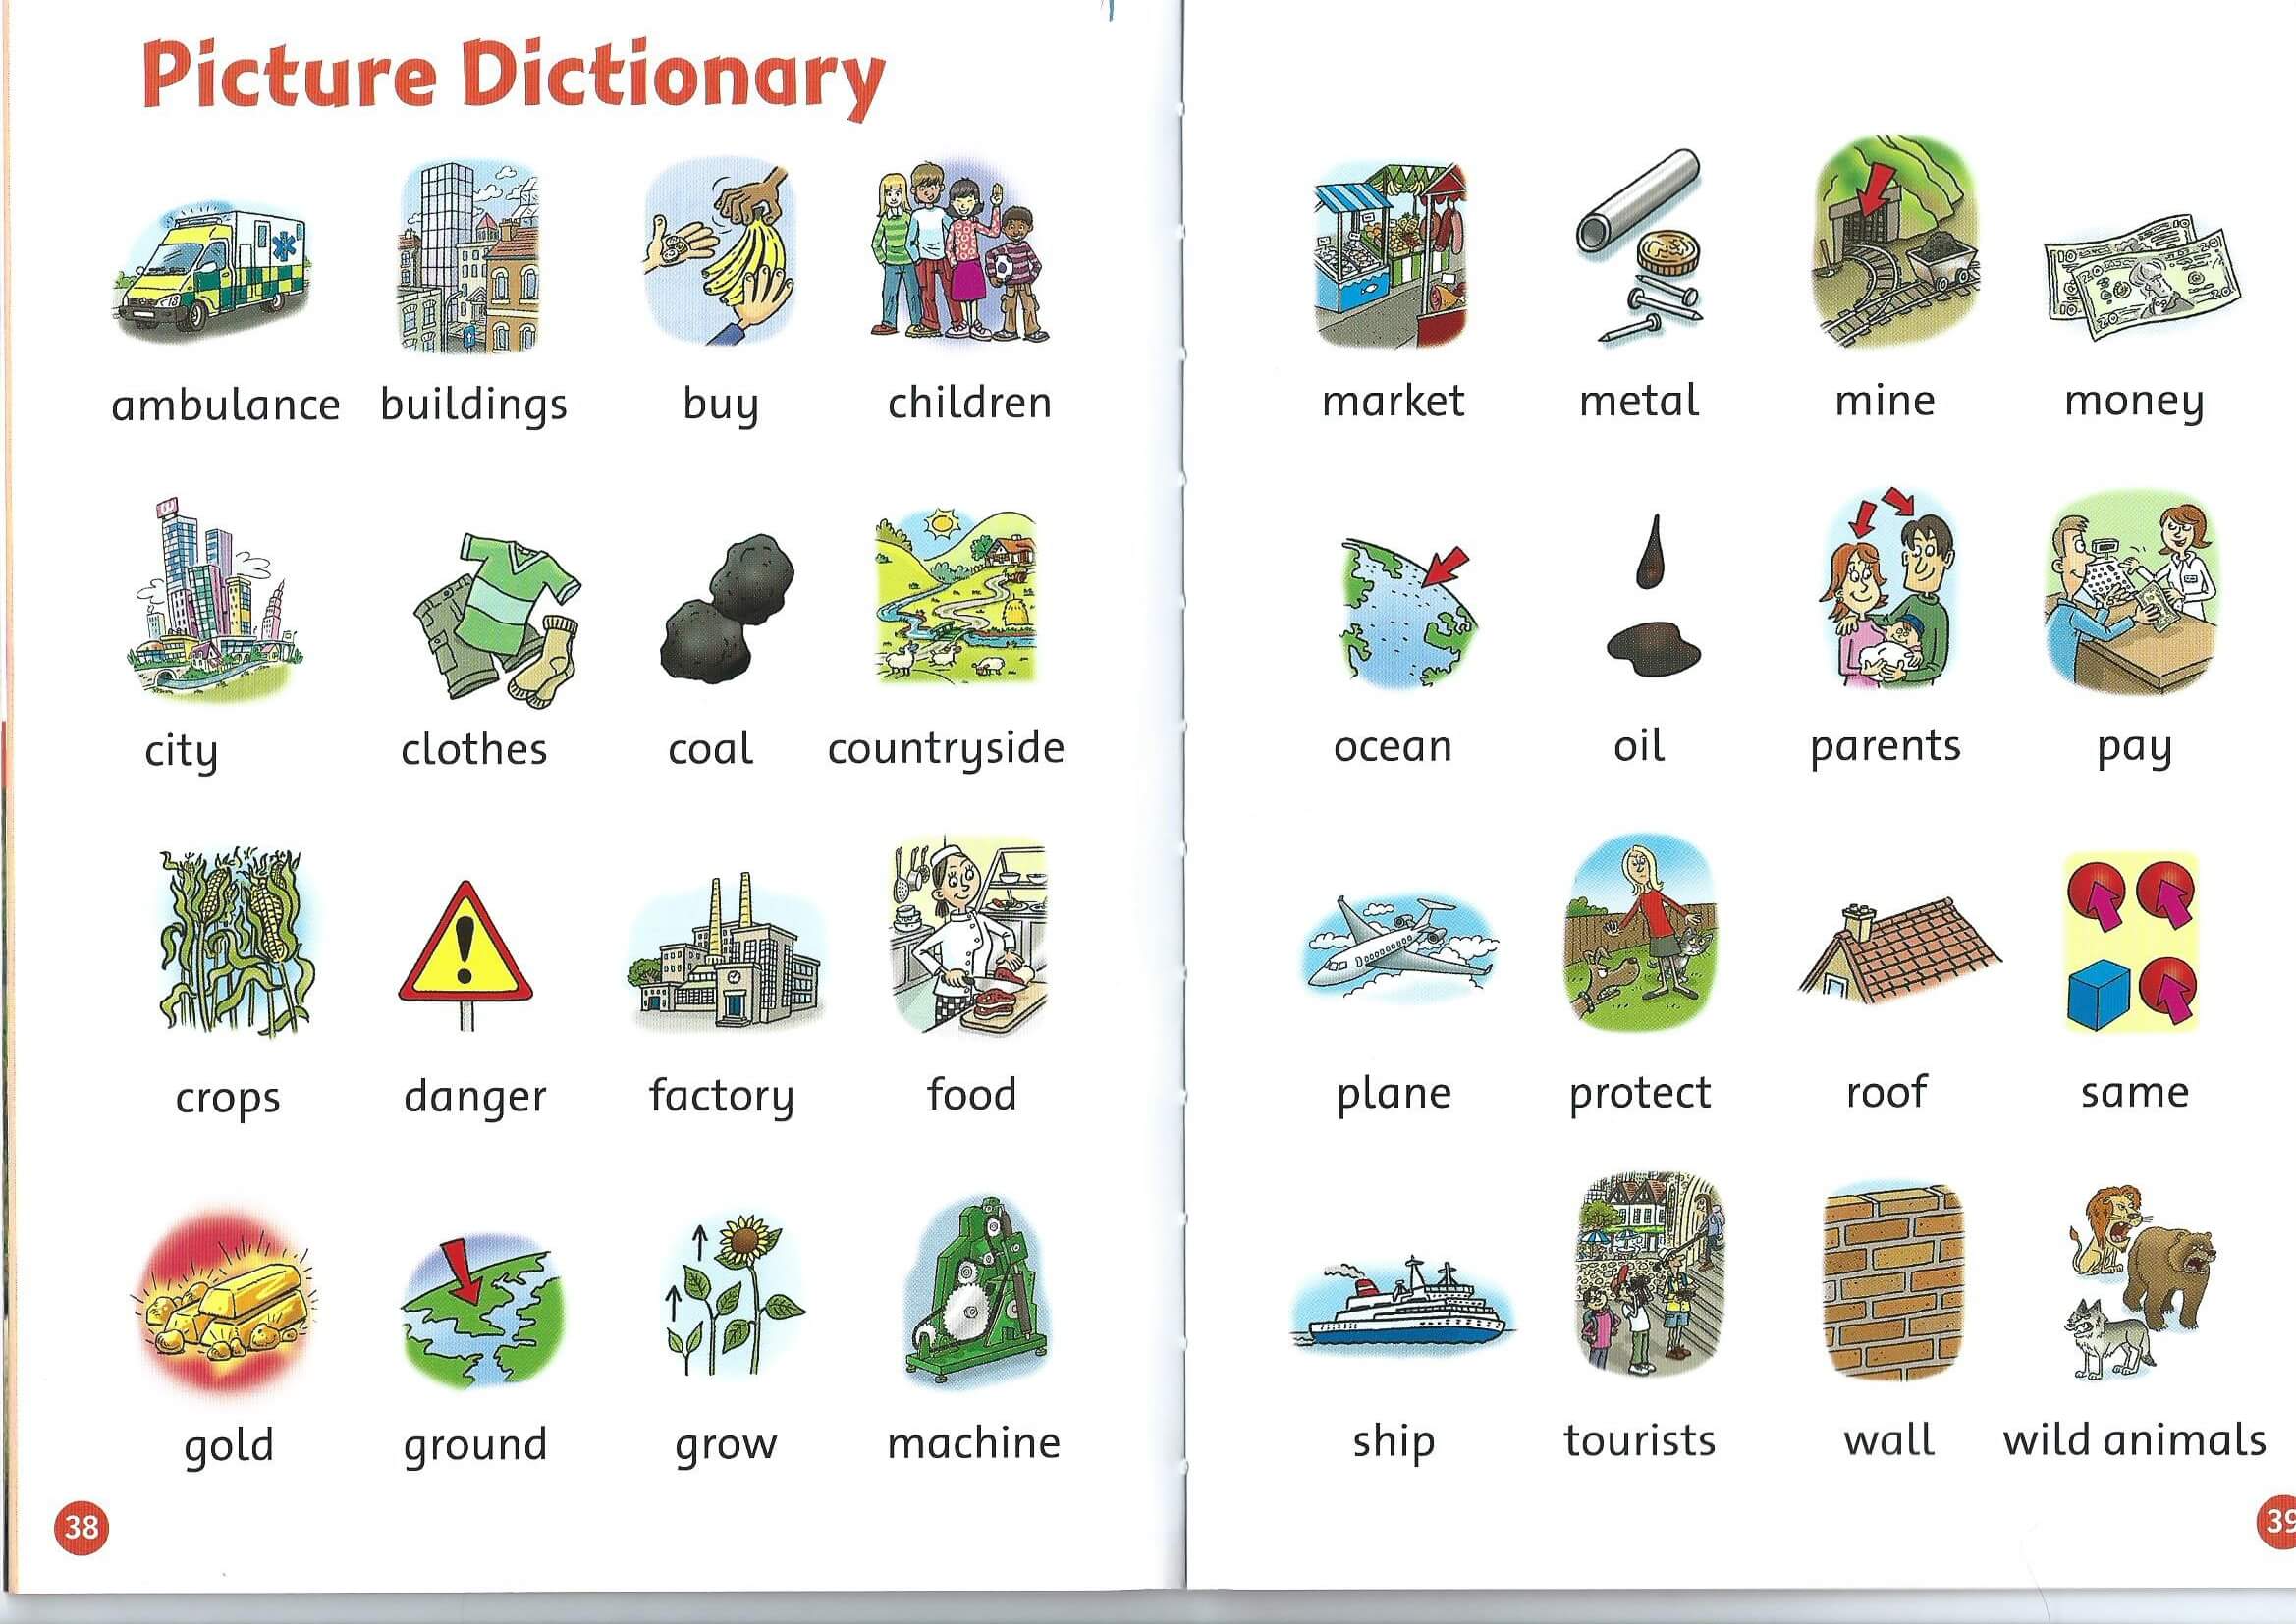 Picture Dictionary
ambulance buildings buy children
city clothes coal countryside
crops danger factory food
gold ground grow machine
38
market metal mine money
ocean oil parents pay
plane protect roof same
ship tourists wall wild animals
39